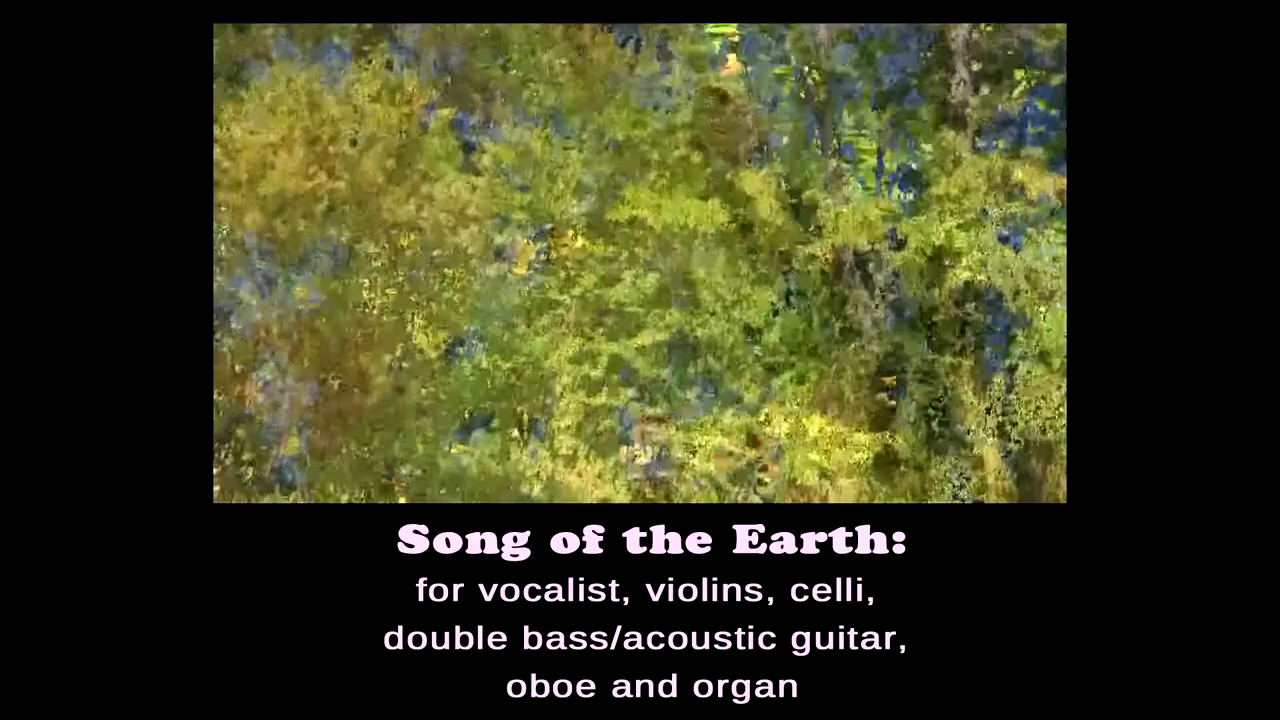 Song of the Earth:
for vocalist, violins, celli,
double bass/acoustic guitar,
oboe and organ